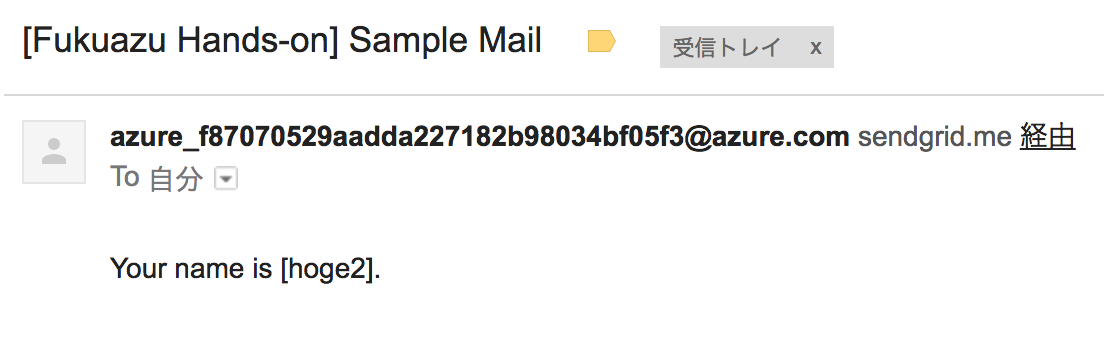 [Fukuazu Hands-on] Sample Mail 受信トレイ x
azure_f87070529aadda227182b98034bf05f3@azure.com sendgrid.me 経由
To 自分
Your name is [hoge2].